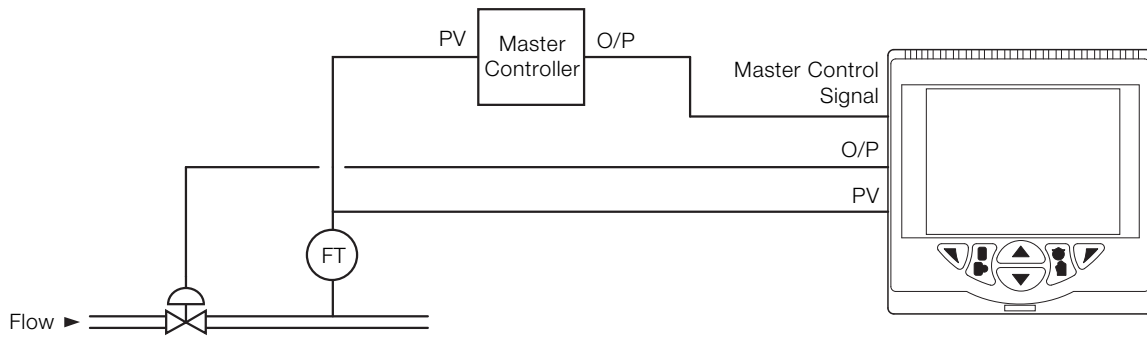 PV
Master
Controller
O/P
Master Control
Signal
O/P
PV
FT
Flow